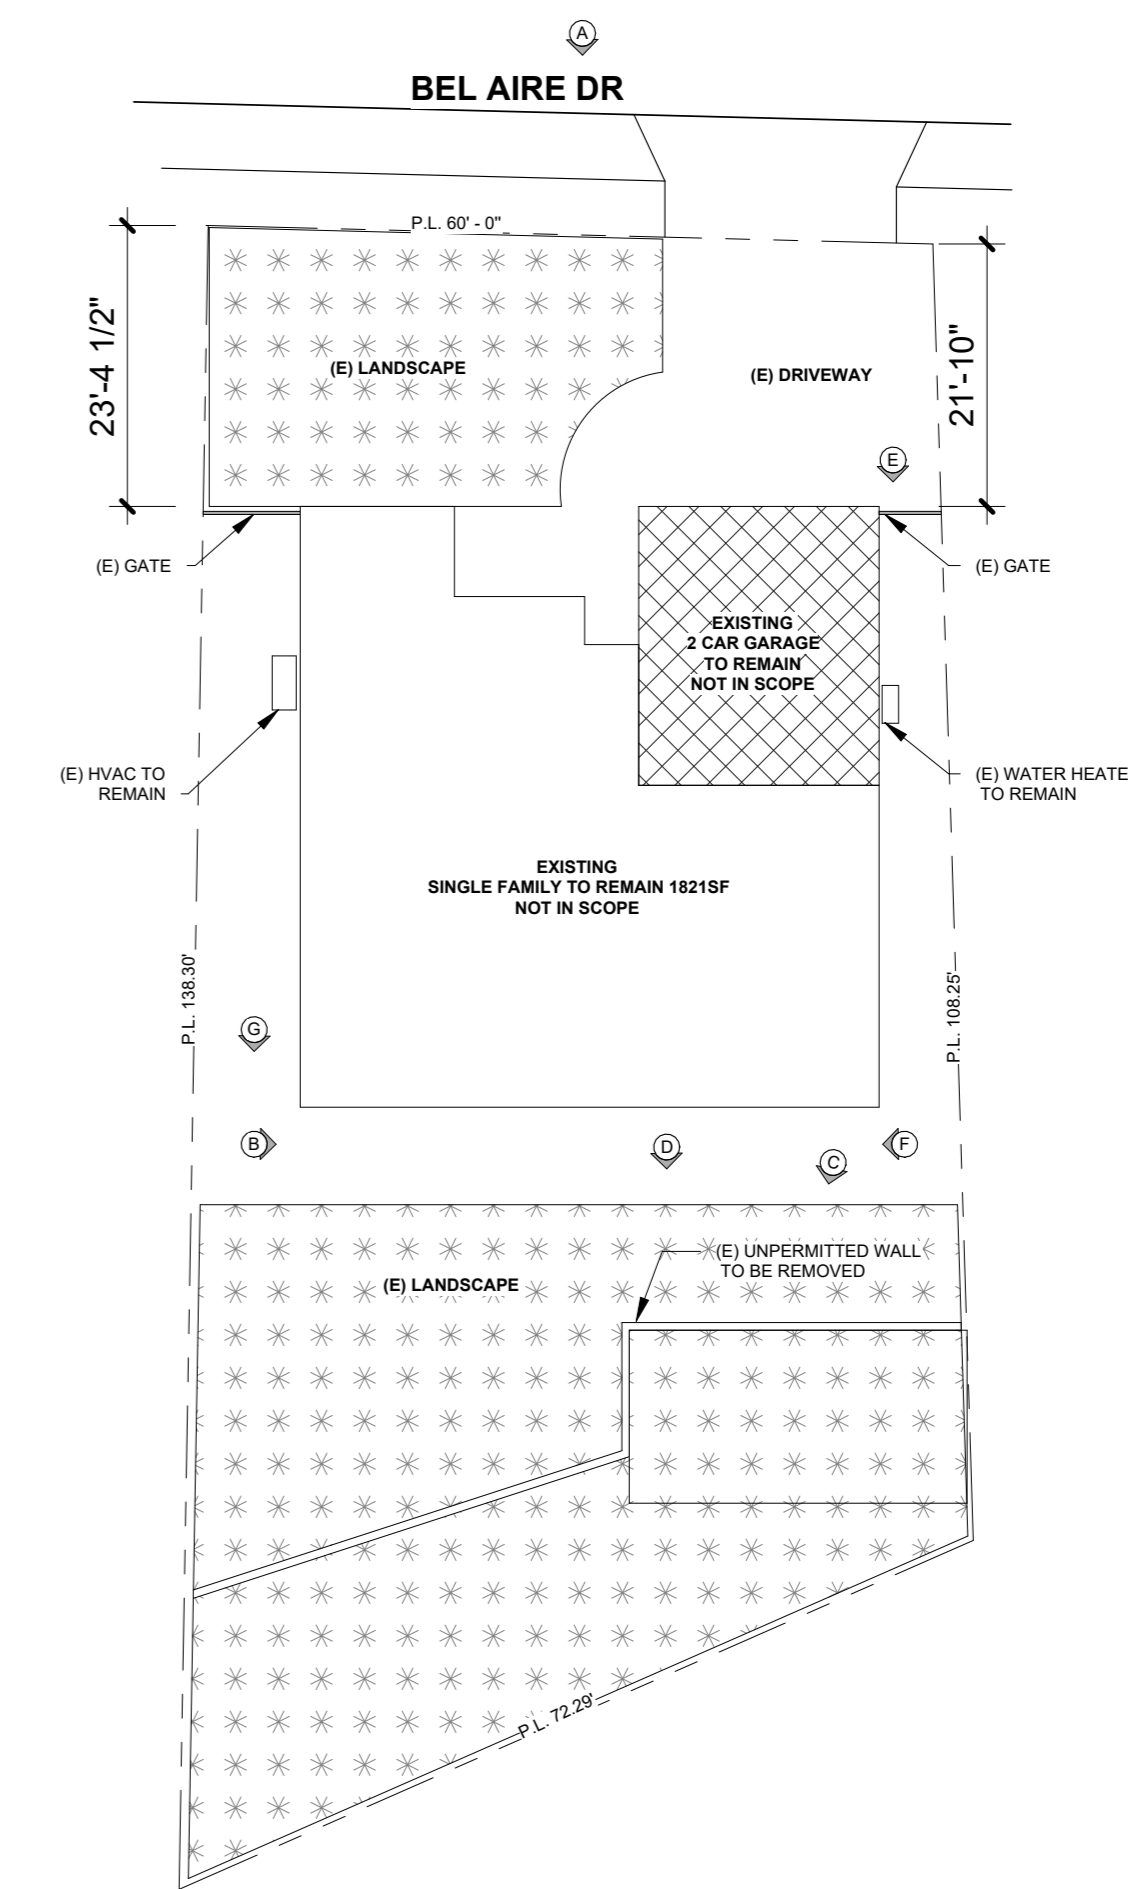 A
BEL AIRE DR
P.L. 60' - 0"
23'-4 1/2"
21'-10"
(E) LANDSCAPE
(E) DRIVEWAY
E
(E) GATE
(E) GATE
EXISTING
2 CAR GARAGE
TO REMAIN
NOT IN SCOPE
(E) HVAC TO
REMAIN
(E) WATER HEATE
TO REMAIN
EXISTING
SINGLE FAMILY TO REMAIN 1821SF
NOT IN SCOPE
P.L. 138.30'
P.L. 108.25'
G
B
D
C
F
(E) UNPERMITTED WALL
TO BE REMOVED
(E) LANDSCAPE
P.L. 72.29'